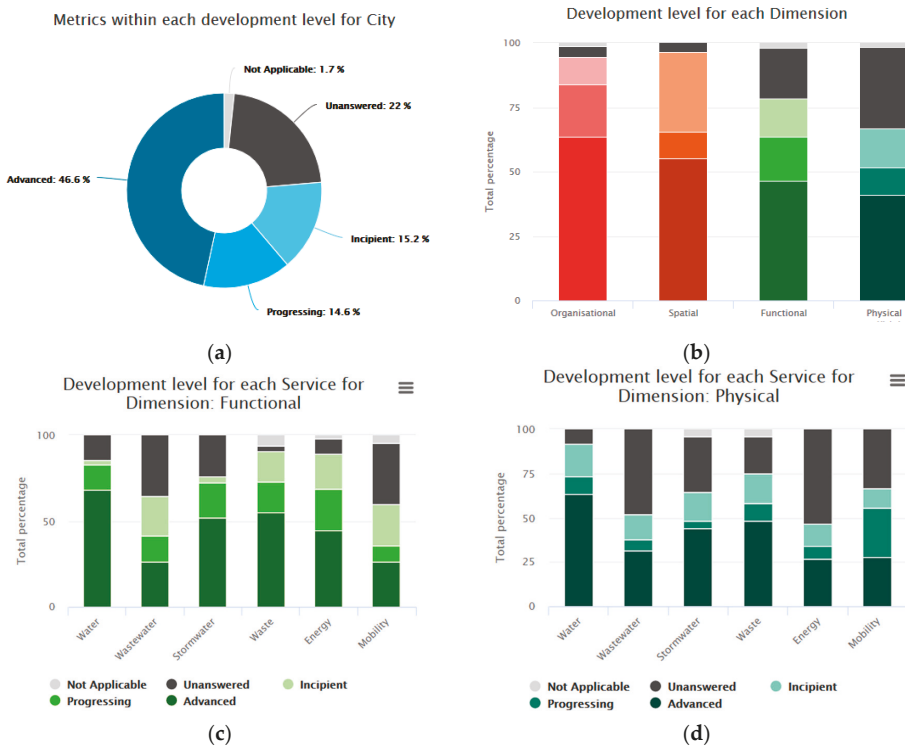 Metrics within each development level for City
Not Applicable: 1.7 %
Unanswered: 22 %
Advanced: 46.6 %
Incipient: 15.2 %
Progressing: 14.6 %
(a)
Development level for each Dimension
Total percentage
100
75
50
25
0
Organisational
Spatial
Functional
Physical
(b)
Development level for each Service for
Dimension: Functional
Total percentage
100
50
0
Water
Wastewater
Stormwater
Waste
Energy
Mobility
Not Applicable
Unanswered
Incipient
Progressing
Advanced
(c)
Development level for each Service for
Dimension: Physical
Total percentage
100
75
50
25
0
Water
Wastewater
Stormwater
Waste
Energy
Mobility
Not Applicable
Unanswered
Incipient
Progressing
Advanced
(d)